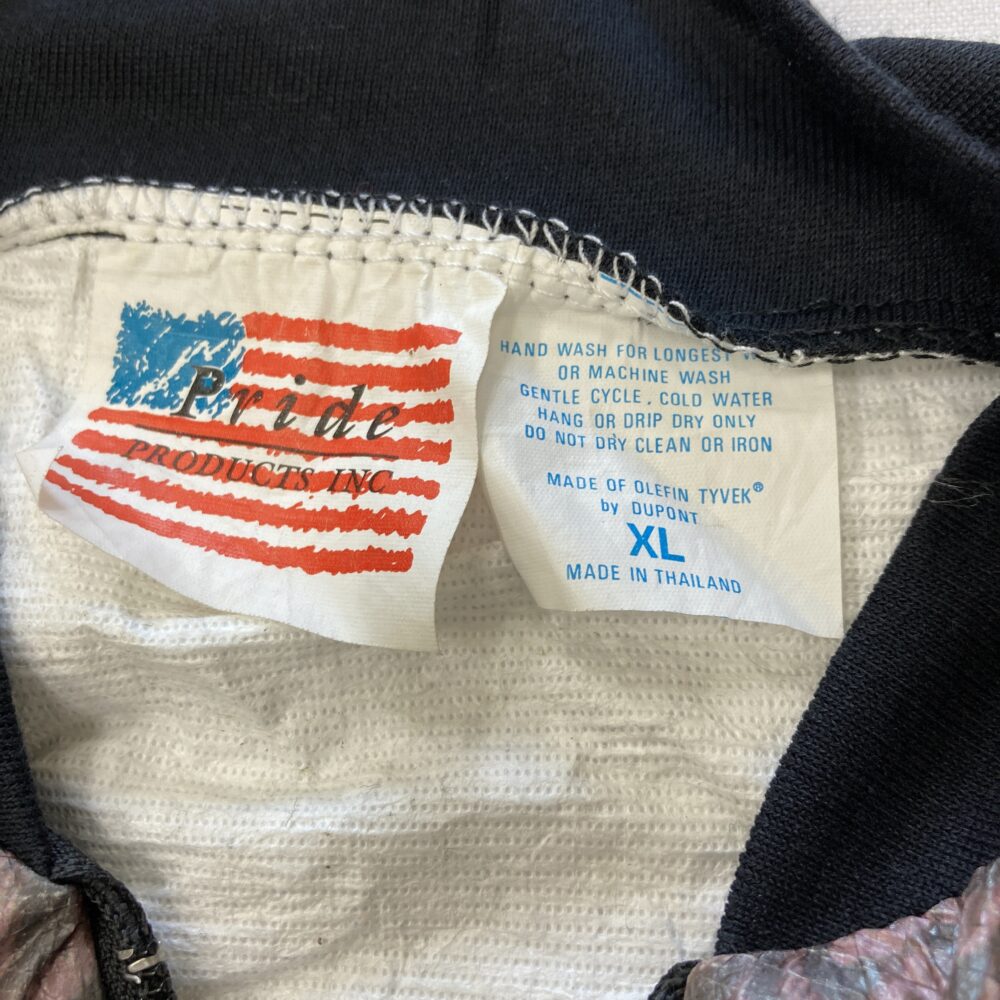 Pride
PRODUCTS INC
HAND WASH FOR LONGEST
OR MACHINE WASH
GENTLE CYCLE, COLD WATER
HANG OR DRIP DRY ONLY
DO NOT DRY CLEAN OR IRON
MADE OF OLEFIN TYVEK®
by DUPONT
XL
MADE IN THAILAND